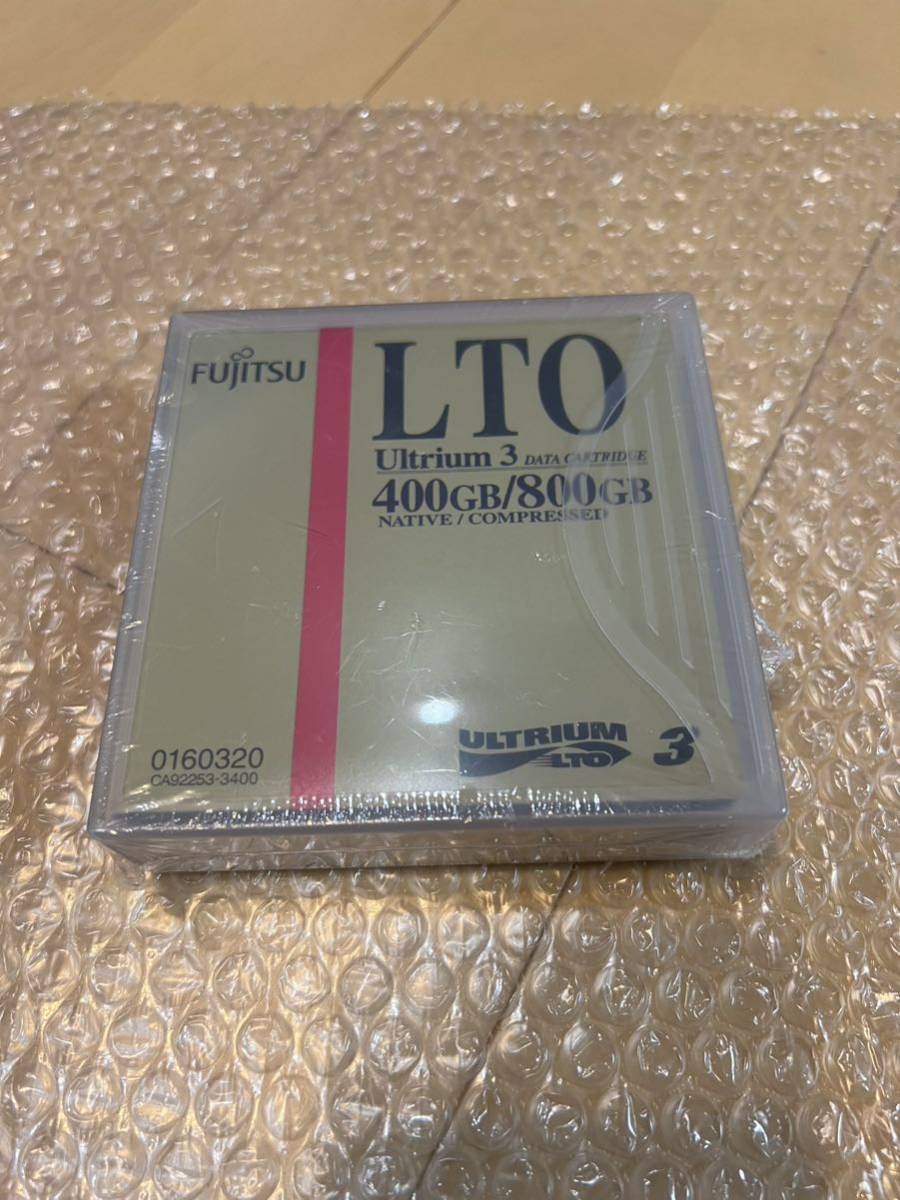 FUJITSU
LTO
Ultrium 3 DATA CARTRIDGE
400GB/800GB
NATIVE / COMPRESSED
0160320
CA92253-3400
ULTRIUM
LTO
3